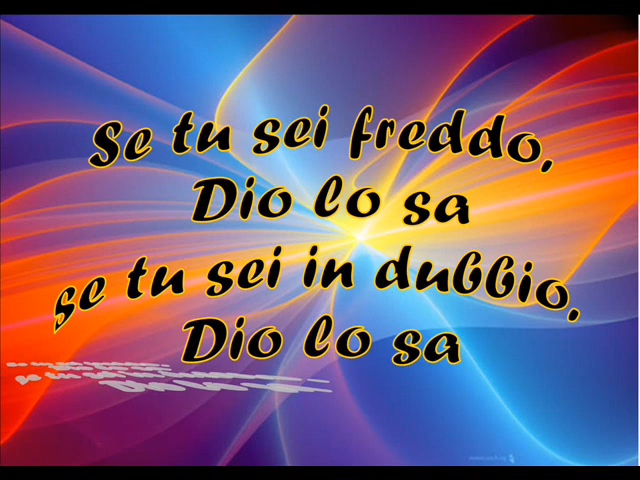 Se tu sei freddo,
Dio lo sa
se tu sei in dubbio,
Dio lo sa